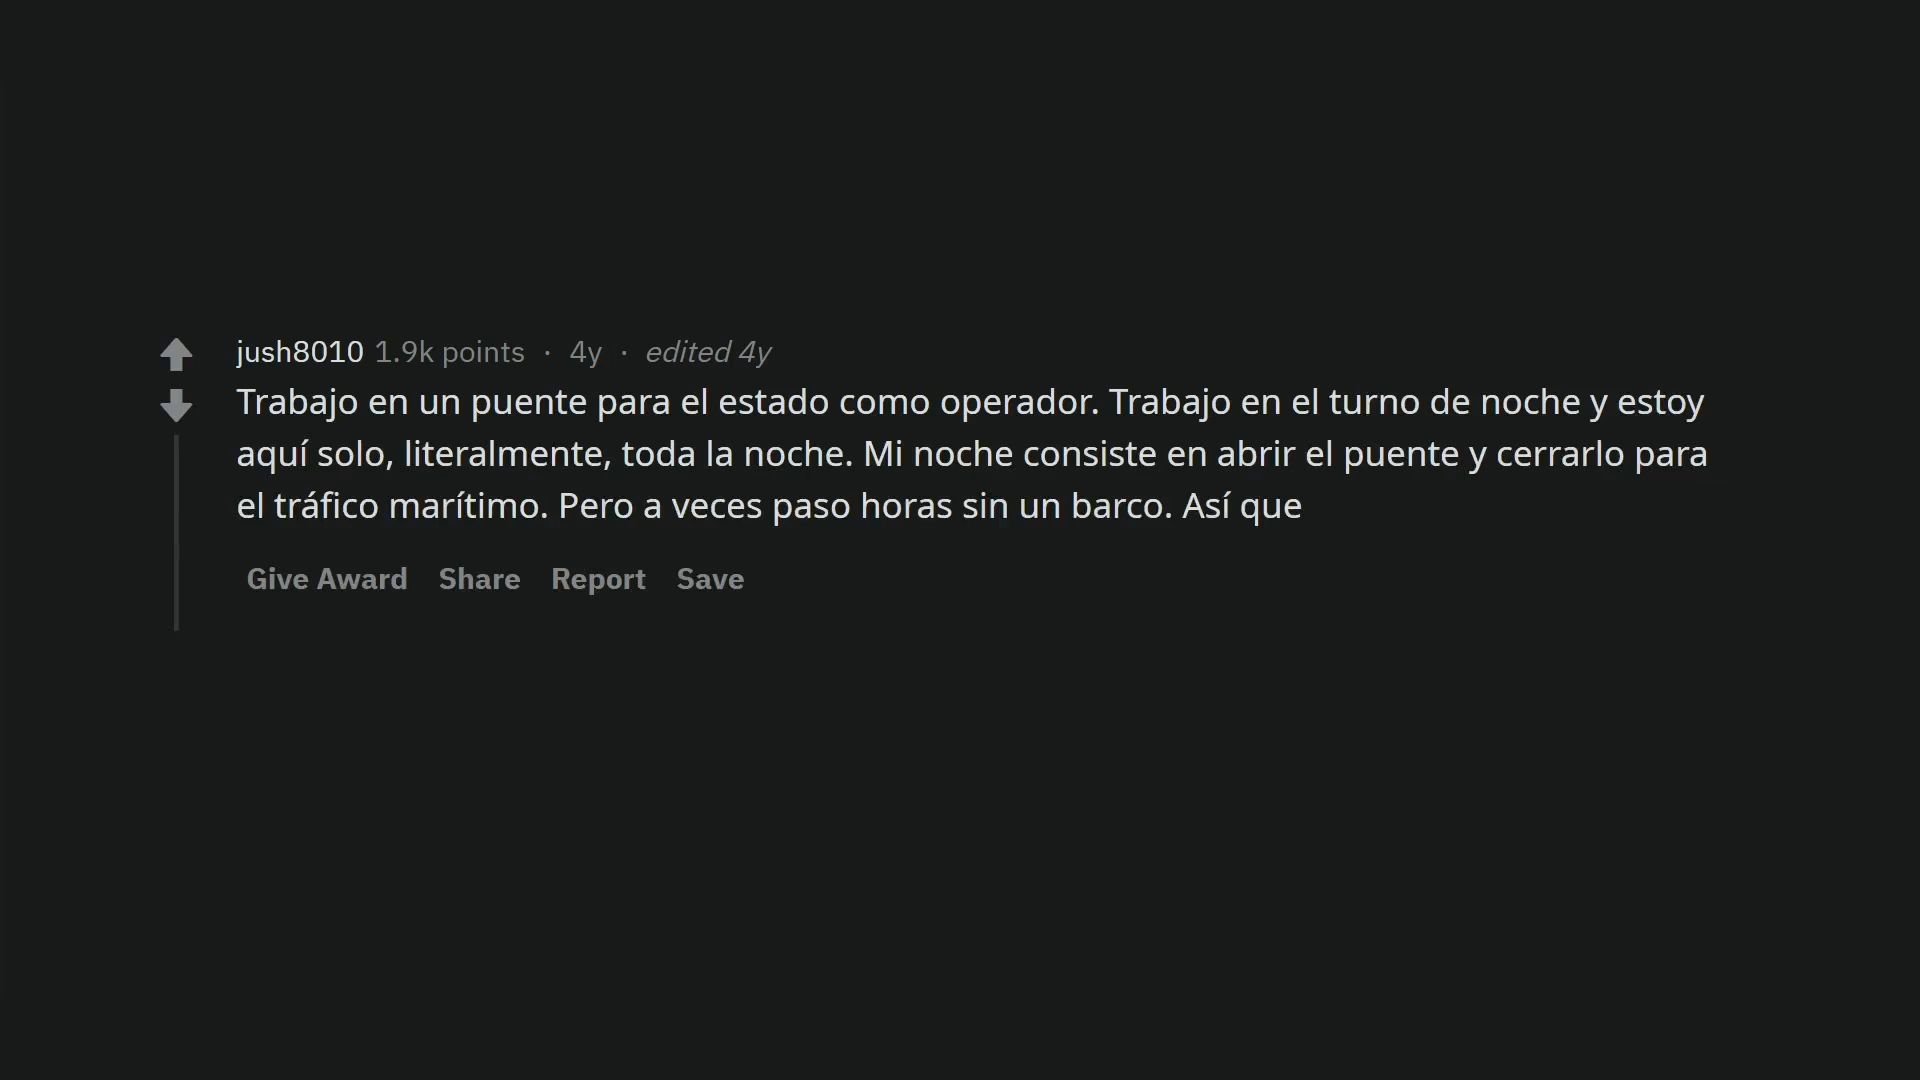 jush8010 1.9k points · 4y · edited 4y
Trabajo en un puente para el estado como operador. Trabajo en el turno de noche y estoy
aquí solo, literalmente, toda la noche. Mi noche consiste en abrir el puente y cerrarlo para
el tráfico marítimo. Pero a veces paso horas sin un barco. Así que
Give Award Share Report Save